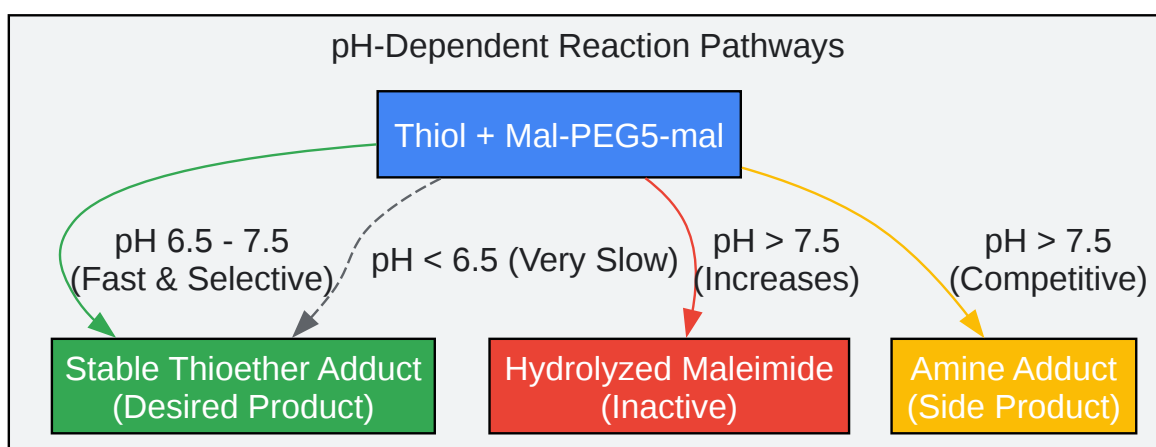 pH-Dependent Reaction Pathways
Thiol + Mal-PEG5-mal
pH 6.5 - 7.5
(Fast & Selective)
pH < 6.5 (Very Slow)
pH > 7.5
(Increases)
pH > 7.5
(Competitive)
Stable Thioether Adduct
(Desired Product)
Hydrolyzed Maleimide
(Inactive)
Amine Adduct
(Side Product)